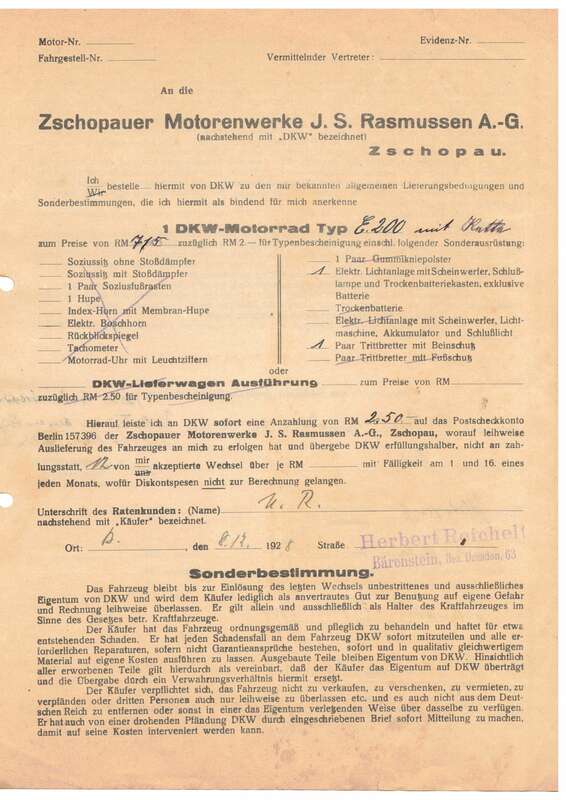 Motor-Nr.
Evidenz-Nr.
Fahrgestell-Nr.
Vermittelnder Vertreter:
An die
Zschopauer Motorenwerke J. S. Rasmussen A.-G.
(nachstehend mit „DKW" bezeichnet)
Zschopau.
Ich
Wir bestelle hiermit von DKW zu den mir bekannten allgemeinen Lieferungsbedingungen und
Sonderbestimmungen, die ich hiermit als bindend für mich anerkenne
1 DKW-Motorrad Typ E.200 mit
zum Preise von RM 715 zuzüglich RM 2.— für Typenbescheinigung einschl. folgender Sonderausrüstung:
Soziussitz ohne Stoßdämpfer
Soziussitz mit Stoßdämpfer
1 Paar Soziusfußrasten
1 Hupe
Index-Horn mit Membran-Hupe
Elektr. Boschhorn
Rückblickspiegel
Tachometer
Motorrad-Uhr mit Leuchtziffern
1 Paar Gummikniepolster
1 Elektr. Lichtanlage mit Scheinwerfer, Schluß-
lampe und Trockenbatteriekasten, exklusive
Batterie
Trockenbatterie
Elektr. Lichtanlage mit Scheinwerfer, Licht-
maschine, Akkumulator und Schlußlicht
1 Paar Trittbretter mit Beinschutz
Paar Trittbretter mit Fußschutz
oder
DKW-Lieferwagen Ausführung zum Preise von RM
zuzüglich RM 2.50 für Typenbescheinigung.
Hierauf leiste ich an DKW sofort eine Anzahlung von RM 2.50 auf das Postscheckkonto
Berlin 157396 der Zschopauer Motorenwerke J. S. Rasmussen A.-G., Zschopau, worauf leihweise
Auslieferung des Fahrzeuges an mich zu erfolgen hat und übergebe DKW erfüllungshalber, nicht an zah-
lungsstatt, 12 von mir
uns akzeptierte Wechsel über je RM mit Fälligkeit am 1 und 16. eines
jeden Monats, wofür Diskontspesen nicht zur Berechnung gelangen.
Unterschrift des Ratenkunden: (Name) U. R.
nachstehend mit „Käufer" bezeichnet.
Ort: B. , den 8.12. 1928 Straße
Herbert Reichelt
Bärenstein, Bez. Dresden, 63
Sonderbestimmung.
Das Fahrzeug bleibt bis zur Einlösung des letzten Wechsels unbestrittenes und ausschließliches
Eigentum von DKW und wird dem Käufer lediglich als anvertrautes Gut zur Benutzung auf eigene Gefahr
und Rechnung leihweise überlassen. Er gilt allein und ausschließlich als Halter des Kraftfahrzeuges im
Sinne des Gesetzes betr. Kraftfahrzeuge.
Der Käufer hat das Fahrzeug ordnungsgemäß und pfleglich zu behandeln und haftet für etwa
entstehenden Schaden. Er hat jeden Schadensfall an dem Fahrzeug DKW sofort mitzuteilen und alle er-
forderlichen Reparaturen, sofern nicht Garantieansprüche bestehen, sofort und in qualitativ gleichwertigem
Material auf eigene Kosten ausführen zu lassen. Ausgebaute Teile bleiben Eigentum von DKW. Hinsichtlich
aller erworbenen Teile gilt hierdurch als vereinbart, daß der Käufer das Eigentum auf DKW überträgt
und die Übergabe durch ein Verwahrungsverhältnis hiermit ersetzt.
Der Käufer verpflichtet sich, das Fahrzeug nicht zu verkaufen, zu verschenken, zu vermieten, zu
verpfänden oder dritten Personen auch nur leihweise zu überlassen etc. und es auch nicht aus dem Deut-
schen Reich zu entfernen oder sonst in einer das Eigentum verletzenden Weise über dasselbe zu verfügen.
Er hat auch von einer drohenden Pfändung DKW durch eingeschriebenen Brief sofort Mitteilung zu machen,
damit auf seine Kosten interveniert werden kann.